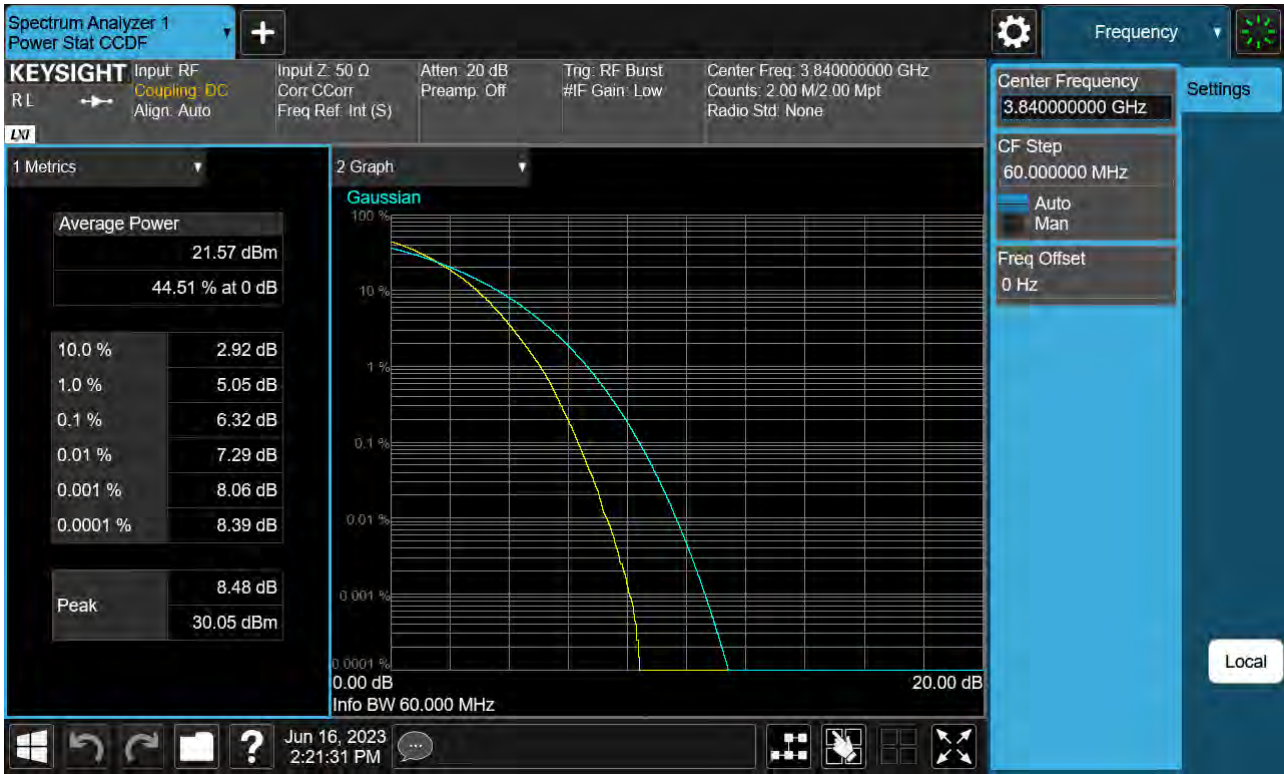 Spectrum Analyzer 1
Power Stat CCDF
Frequency
KEYSIGHT
RL
LXI
Input: RF
Coupling: DC
Align: Auto
Input Z: 50 Ω
Corr CCorr
Freq Ref: Int (S)
Atten: 20 dB
Preamp: Off
Trig: RF Burst
#IF Gain: Low
Center Freq: 3.840000000 GHz
Counts: 2.00 M/2.00 Mpt
Radio Std: None
Center Frequency
3.840000000 GHz
Settings
CF Step
60.000000 MHz
Auto
Man
Freq Offset
0 Hz
1 Metrics
Average Power
21.57 dBm
44.51 % at 0 dB
10.0 % 2.92 dB
1.0 % 5.05 dB
0.1 % 6.32 dB
0.01 % 7.29 dB
0.001 % 8.06 dB
0.0001 % 8.39 dB
Peak
8.48 dB
30.05 dBm
2 Graph
Gaussian
100 %
10 %
1 %
0.1 %
0.01 %
0.001 %
0.0001 %
0.00 dB 20.00 dB
Info BW 60.000 MHz
Local
Jun 16, 2023
2:21:31 PM